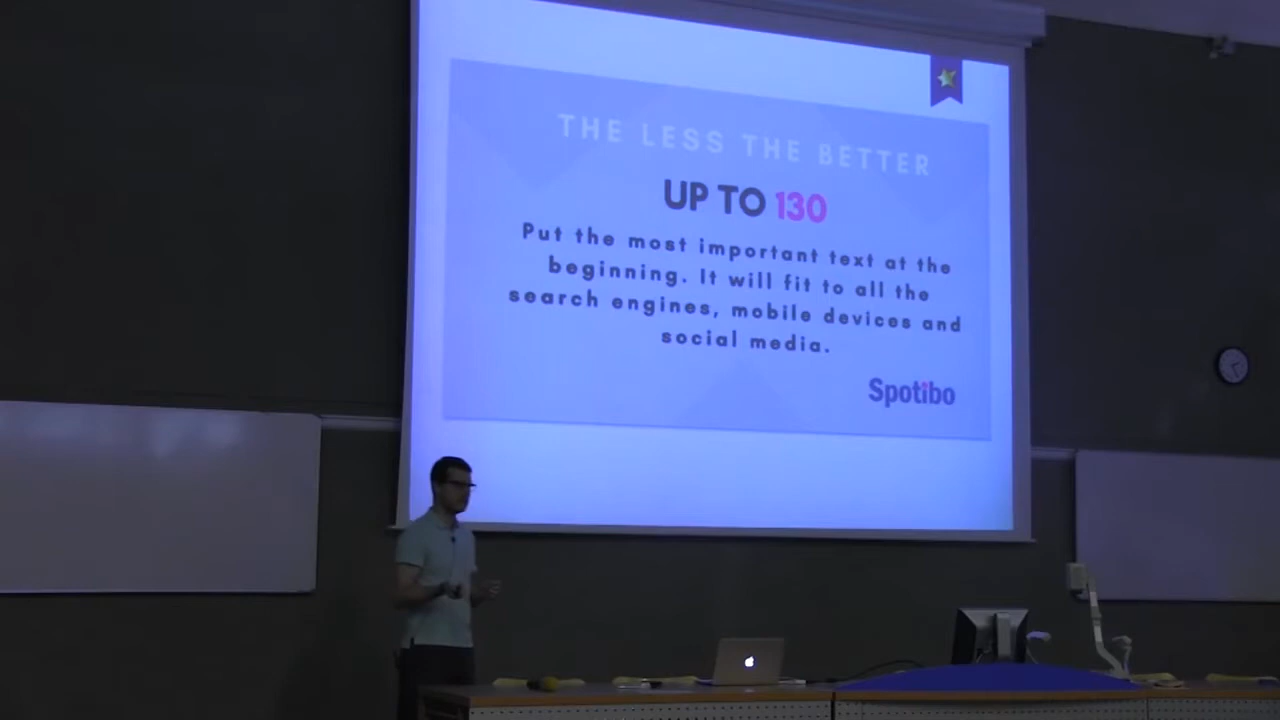 THE LESS THE BETTER
UP TO 130
Put the most important text at the
beginning. It will fit to all the
search engines, mobile devices and
social media.
Spotibo